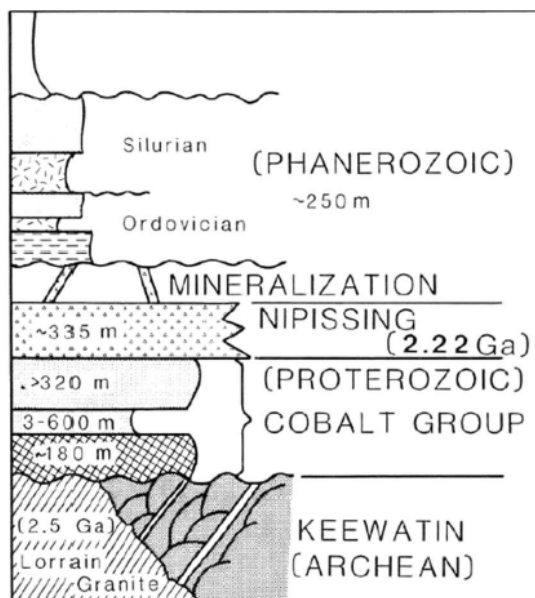 Silurian
(PHANEROZOIC)
~250 m
Ordovician
MINERALIZATION
NIPISSING
~335 m
(2.22 Ga)
>320 m
(PROTEROZOIC)
3-600 m
COBALT GROUP
~180 m
(2.5 Ga)
KEEWATIN
Lorrain
(ARCHEAN)
Granite